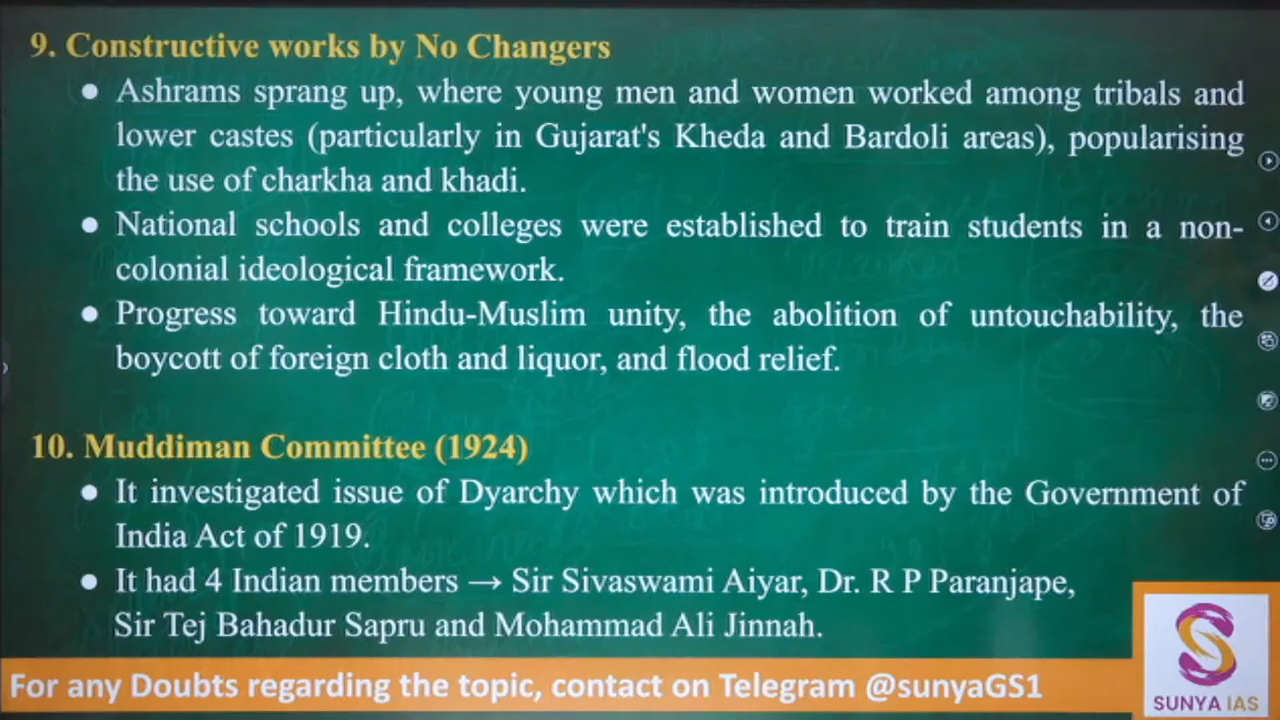 9. Constructive works by No Changers
● Ashrams sprang up, where young men and women worked among tribals and
lower castes (particularly in Gujarat's Kheda and Bardoli areas), popularising
the use of charkha and khadi.
● National schools and colleges were established to train students in a non-
colonial ideological framework.
● Progress toward Hindu-Muslim unity, the abolition of untouchability, the
boycott of foreign cloth and liquor, and flood relief.
10. Muddiman Committee (1924)
● It investigated issue of Dyarchy which was introduced by the Government of
India Act of 1919.
● It had 4 Indian members → Sir Sivaswami Aiyar, Dr. R P Paranjape,
Sir Tej Bahadur Sapru and Mohammad Ali Jinnah.
For any Doubts regarding the topic, contact on Telegram @sunyaGS1
SUNYA IAS